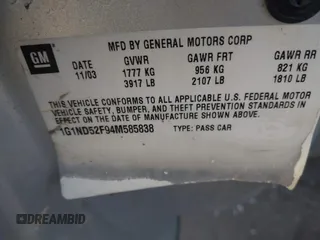 GM
MFD BY GENERAL MOTORS CORP
DATE GVWR GAWR FRT GAWR RR
11/03 1777 KG 956 KG 821 KG
3917 LB 2107 LB 1810 LB
THIS VEHICLE CONFORMS TO ALL APPLICABLE U.S. FEDERAL MOTOR
VEHICLE SAFETY, BUMPER, AND THEFT PREVENTION STANDARDS
IN EFFECT ON THE DATE OF MANUFACTURE SHOWN ABOVE.
1G1ND52F94M585838 TYPE: PASS CAR
DREAMBID